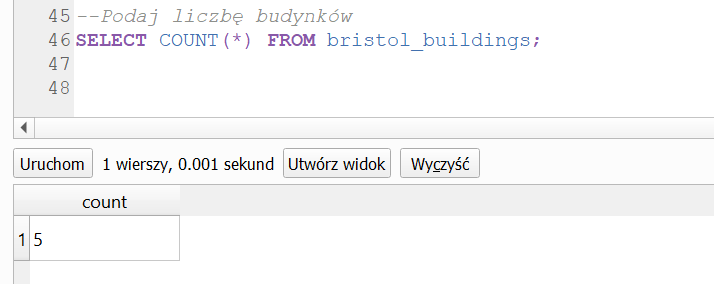 45 --Podaj liczbę budynków
46 SELECT COUNT(*) FROM bristol_buildings;
47
48
Uruchom 1 wierszy, 0.001 sekund Utwórz widok Wyczyść
count
1 5